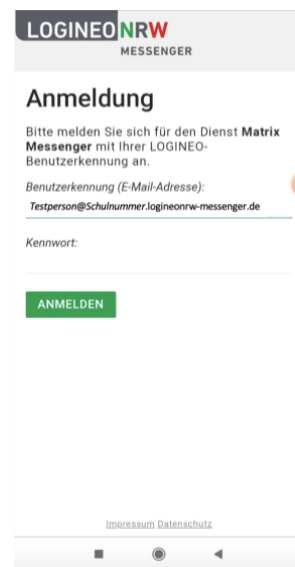 LOGINEO NRW
MESSENGER
Anmeldung
Bitte melden Sie sich für den Dienst Matrix
Messenger mit Ihrer LOGINEO-
Benutzerkennung an.
Benutzerkennung (E-Mail-Adresse):
Testperson@Schulnummer.logineonrw-messenger.de
Kennwort:
ANMELDEN
Impressum Datenschutz